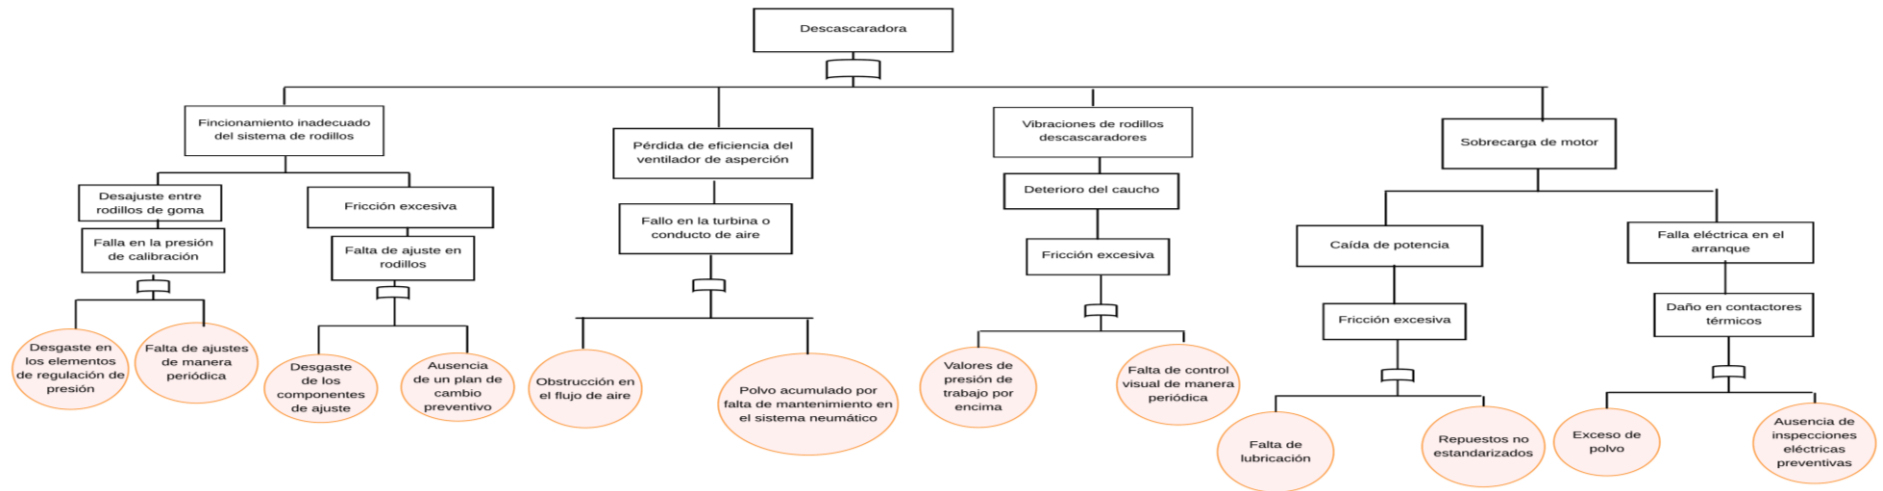 Descascaradora
Fincionamiento inadecuado
del sistema de rodillos
Pérdida de eficiencia del
ventilador de asperción
Vibraciones de rodillos
descascaradores
Sobrecarga de motor
Desajuste entre
rodillos de goma
Fricción excesiva
Fallo en la turbina o
conducto de aire
Deterioro del caucho
Caída de potencia
Falla eléctrica en el
arranque
Falla en la presión
de calibración
Falta de ajuste en
rodillos
Fricción excesiva
Fricción excesiva
Daño en contactores
térmicos
Desgaste en
los elementos
de regulación de
presión
Falta de ajustes
de manera
periódica
Desgaste
de los
componentes
de ajuste
Ausencia
de un plan de
cambio
preventivo
Obstrucción en
el flujo de aire
Polvo acumulado por
falta de mantenimiento en
el sistema neumático
Valores de
presión de
trabajo por
encima
Falta de control
visual de manera
periódica
Falta de
lubricación
Repuestos no
estandarizados
Exceso de
polvo
Ausencia de
inspecciones
eléctricas
preventivas